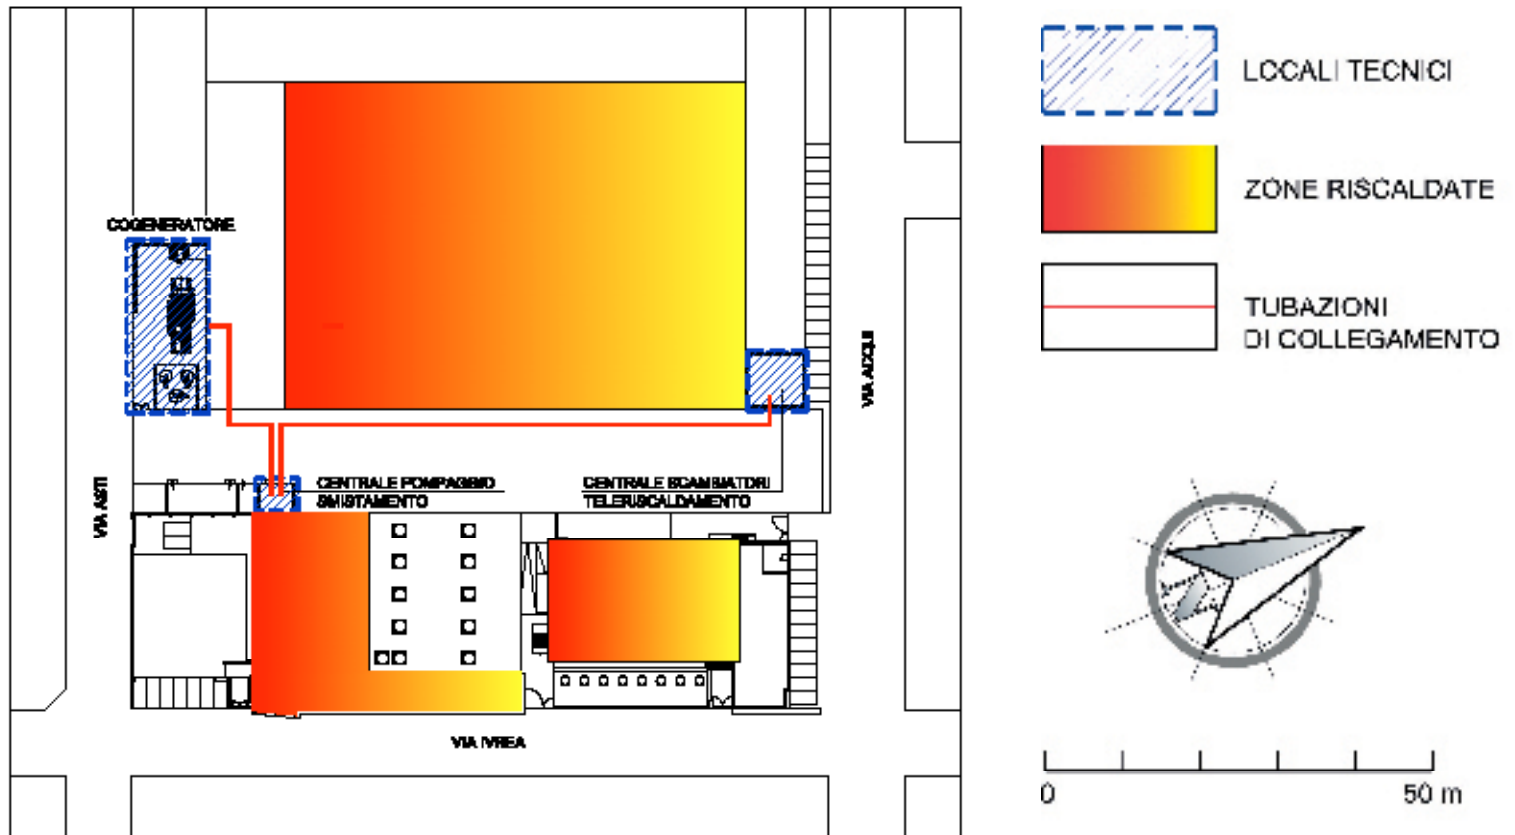 LOCALI TECNICI
ZONE RISCALDATE
TUBAZIONI
DI COLLEGAMENTO
COGENERATORE
VIA ACQUI
CENTRALE POMPAGGIO
SMISTAMENTO
CENTRALE SCAMBIATORI
TELERISCALDAMENTO
VIA ASTI
VIA IVREA
0
50 m